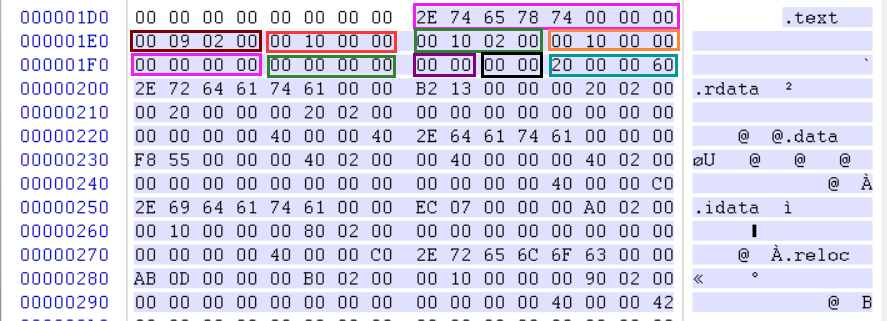 000001D0 00 00 00 00 00 00 00 00 2E 74 65 78 74 00 00 00 .text
000001E0 00 09 02 00 00 10 00 00 00 10 02 00 00 10 00 00
000001F0 00 00 00 00 00 00 00 00 00 00 00 00 20 00 00 60 `
00000200 2E 72 64 61 74 61 00 00 B2 13 00 00 00 20 02 00 .rdata ²
00000210 00 20 00 00 00 20 02 00 00 00 00 00 00 00 00 00
00000220 00 00 00 00 40 00 00 40 2E 64 61 74 61 00 00 00 @ @.data
00000230 F8 55 00 00 00 40 02 00 00 40 00 00 00 40 02 00 øU @ @ @
00000240 00 00 00 00 00 00 00 00 00 00 00 00 40 00 00 C0 @ À
00000250 2E 69 64 61 74 61 00 00 EC 07 00 00 00 A0 02 00 .idata ì
00000260 00 10 00 00 00 80 02 00 00 00 00 00 00 00 00 00
00000270 00 00 00 00 40 00 00 C0 2E 72 65 6C 6F 63 00 00 @ À.reloc
00000280 AB 0D 00 00 00 B0 02 00 00 10 00 00 00 90 02 00 « °
00000290 00 00 00 00 00 00 00 00 00 00 00 00 40 00 00 42 @ B